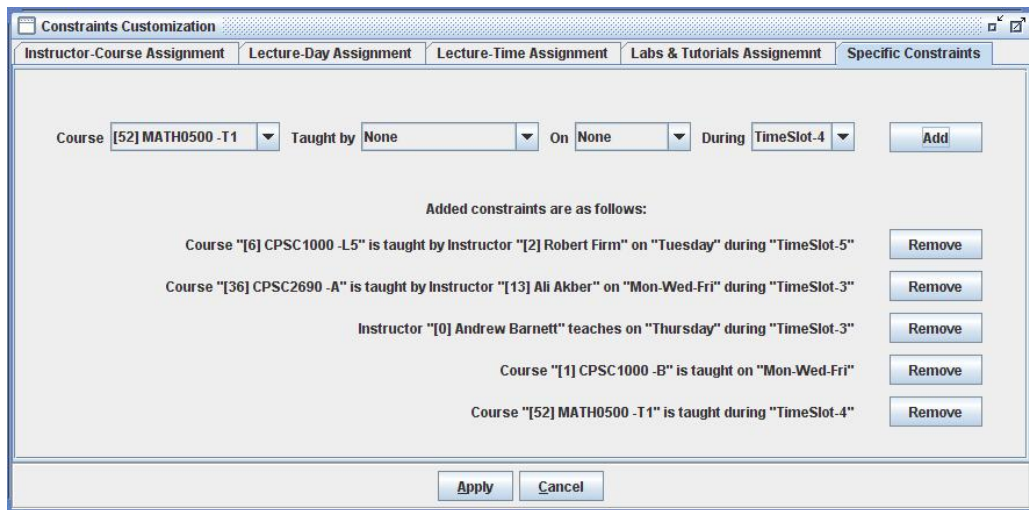 Constraints Customization
Instructor-Course Assignment Lecture-Day Assignment Lecture-Time Assignment Labs & Tutorials Assignemnt Specific Constraints
Course [52] MATH0500 -T1 Taught by None On None During TimeSlot-4 Add
Added constraints are as follows:
Course "[6] CPSC1000 -L5" is taught by Instructor "[2] Robert Firm" on "Tuesday" during "TimeSlot-5" Remove
Course "[36] CPSC2690 -A" is taught by Instructor "[13] Ali Akber" on "Mon-Wed-Fri" during "TimeSlot-3" Remove
Instructor "[0] Andrew Barnett" teaches on "Thursday" during "TimeSlot-3" Remove
Course "[1] CPSC1000 -B" is taught on "Mon-Wed-Fri" Remove
Course "[52] MATH0500 -T1" is taught during "TimeSlot-4" Remove
Apply Cancel